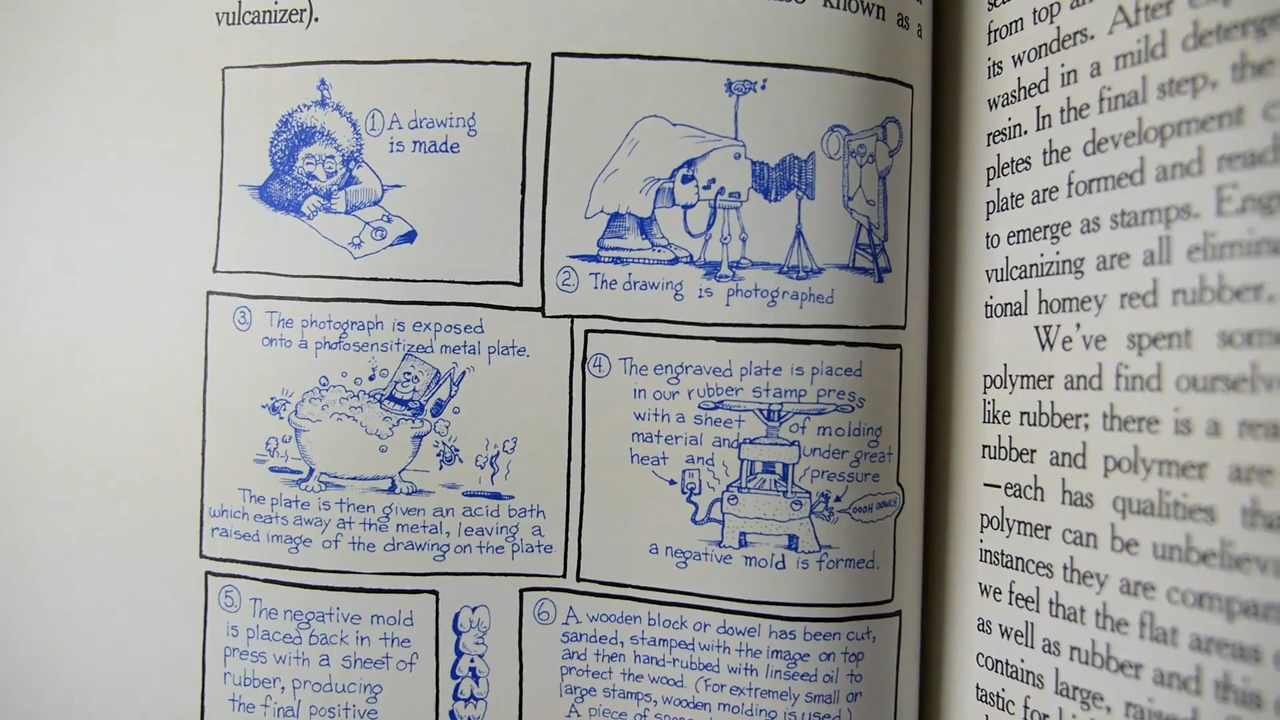 known as a
vulcanizer).
① A drawing
is made
②. The drawing is photographed
③. The photograph is exposed
onto a photosensitized metal plate.
The plate is then given an acid bath
which eats away at the metal, leaving a
raised image of the drawing on the plate.
④. The engraved plate is placed
in our rubber stamp press
with a sheet of molding
material and under great
heat and pressure
OOOH OOWCH
a negative mold is formed.
⑤. The negative mold
is placed back in the
press with a sheet of
rubber, producing
the final positive
MEAN
⑥ A wooden block or dowel has been cut,
sanded, stamped with the image on top
and then hand-rubbed with linseed oil to
protect the wood. (For extremely small or
large stamps, wooden molding is used.)
A piece of
from top
its wonders. After
washed in a mild
resin. In the final step, the
pletes the development
plate are formed and
to emerge as stamps.
vulcanizing are all
tional homey red rubber.
We've spent
polymer and find
like rubber; there is a
rubber and polymer are
—each has qualities
polymer can be
instances they are
we feel that the flat areas
as well as rubber and this
contains large,
tastic for